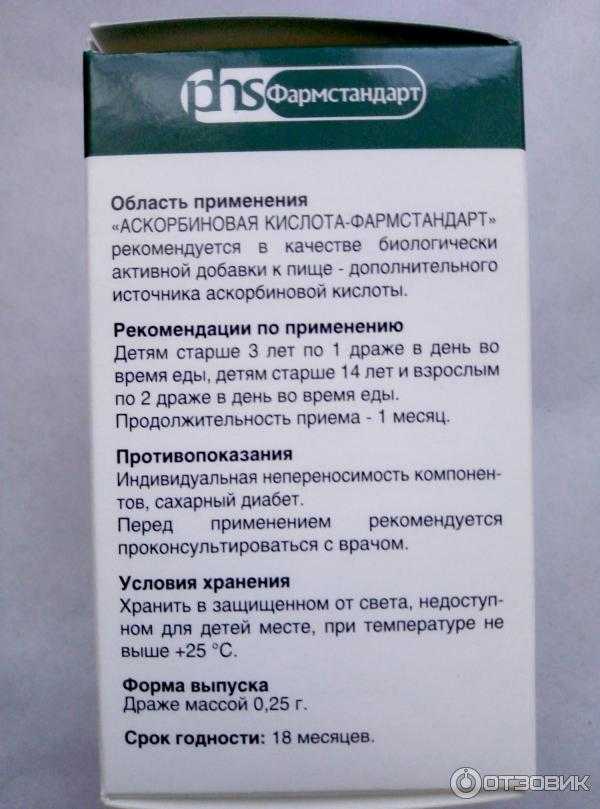 phs Фармстандарт
Область применения
«АСКОРБИНОВАЯ КИСЛОТА-ФАРМСТАНДАРТ»
рекомендуется в качестве биологически
активной добавки к пище - дополнительного
источника аскорбиновой кислоты.
Рекомендации по применению
Детям старше 3 лет по 1 драже в день во
время еды, детям старше 14 лет и взрослым
по 2 драже в день во время еды.
Продолжительность приема - 1 месяц.
Противопоказания
Индивидуальная непереносимость компонен-
тов, сахарный диабет.
Перед применением рекомендуется
проконсультироваться с врачом.
Условия хранения
Хранить в защищенном от света, недоступ-
ном для детей месте, при температуре не
выше +25 °С.
Форма выпуска
Драже массой 0,25 г.
Срок годности: 18 месяцев.
ОТЗОВИК